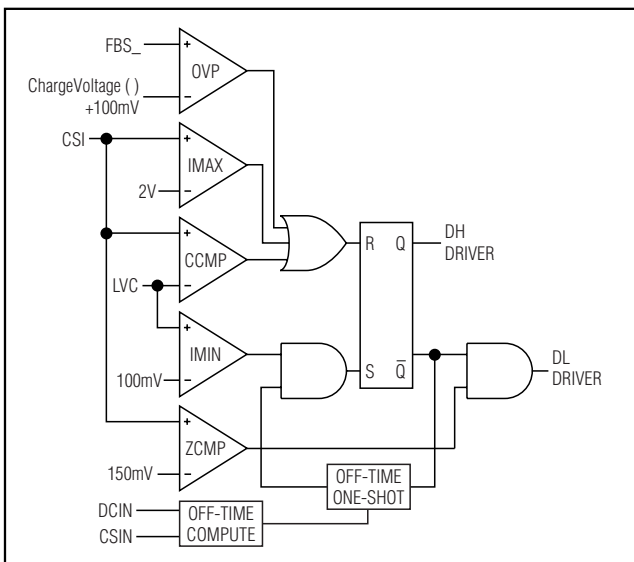 FBS_
+
OVP
ChargeVoltage ( )
+100mV
−
CSI
+
IMAX
2V
−
+
CCMP
LVC
−
+
IMIN
100mV
−
+
ZCMP
150mV
−
R Q
DH
DRIVER
S Q̅
DL
DRIVER
OFF-TIME
ONE-SHOT
DCIN
CSIN
OFF-TIME
COMPUTE